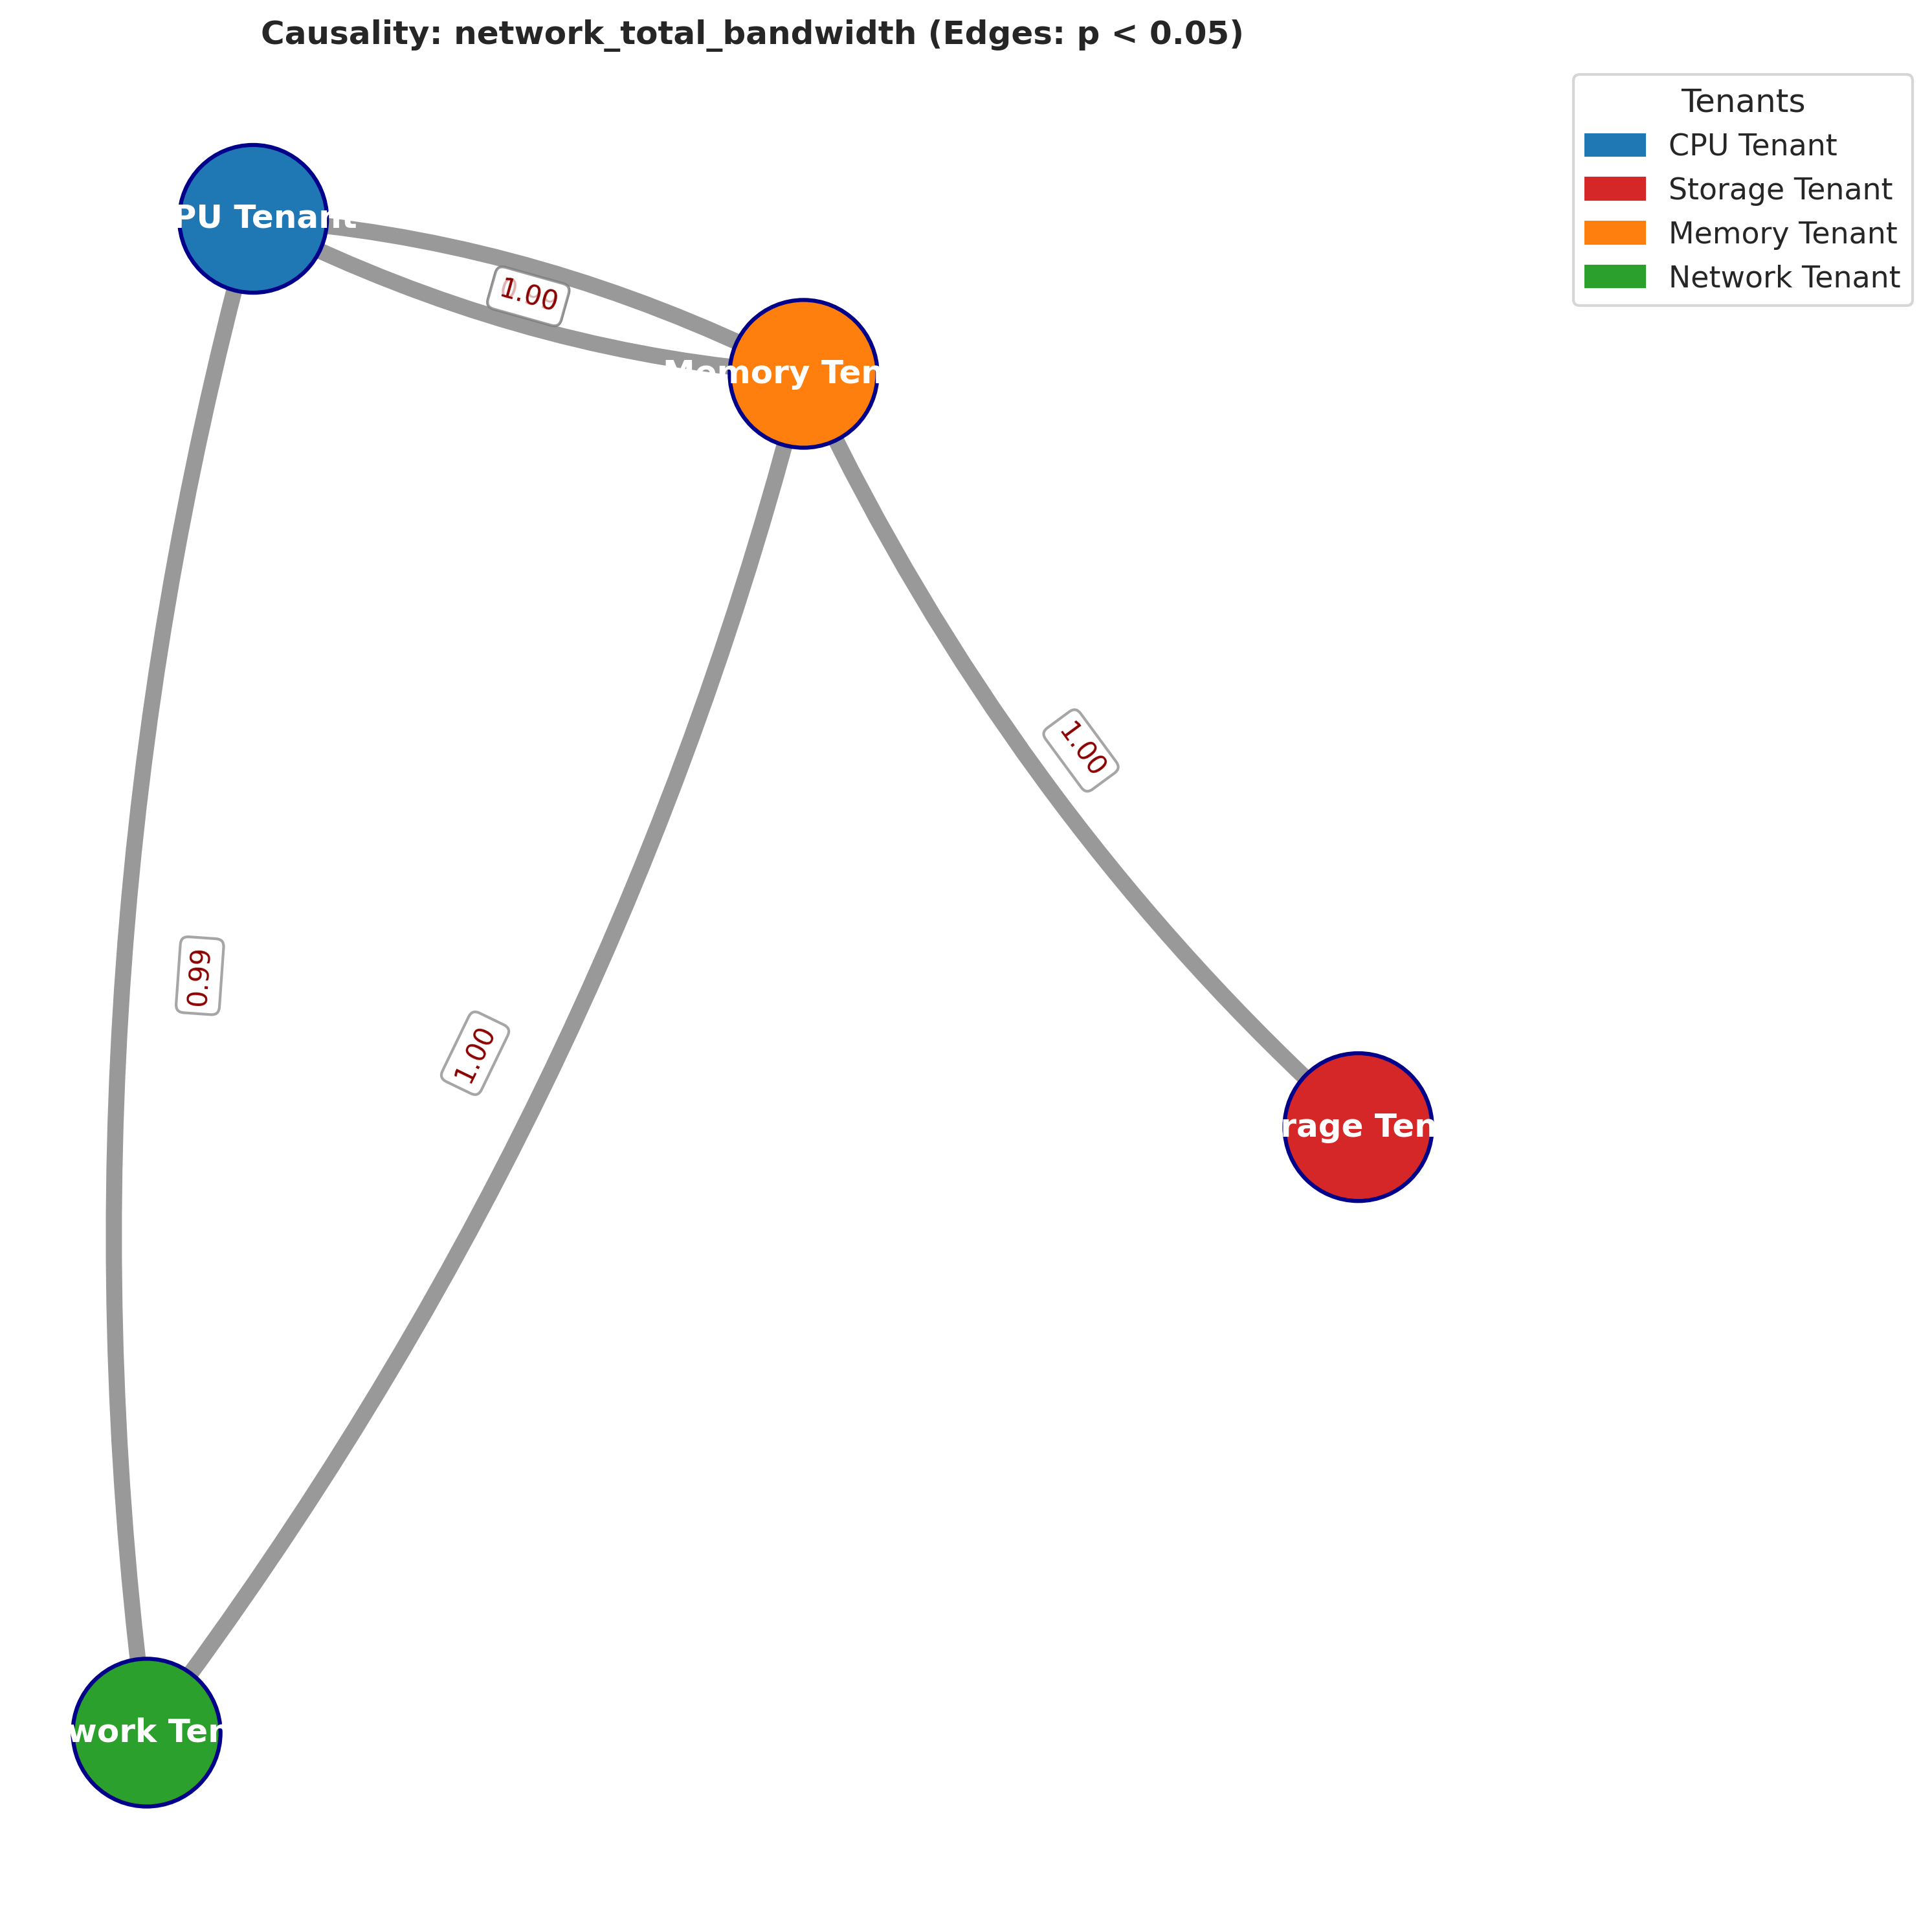 Causality: network_total_bandwidth (Edges: p < 0.05)
Tenants
CPU Tenant
Storage Tenant
Memory Tenant
Network Tenant
PU Tenant
1.00
Memory Ten
1.00
0.99
1.00
rage Ten
work Ten